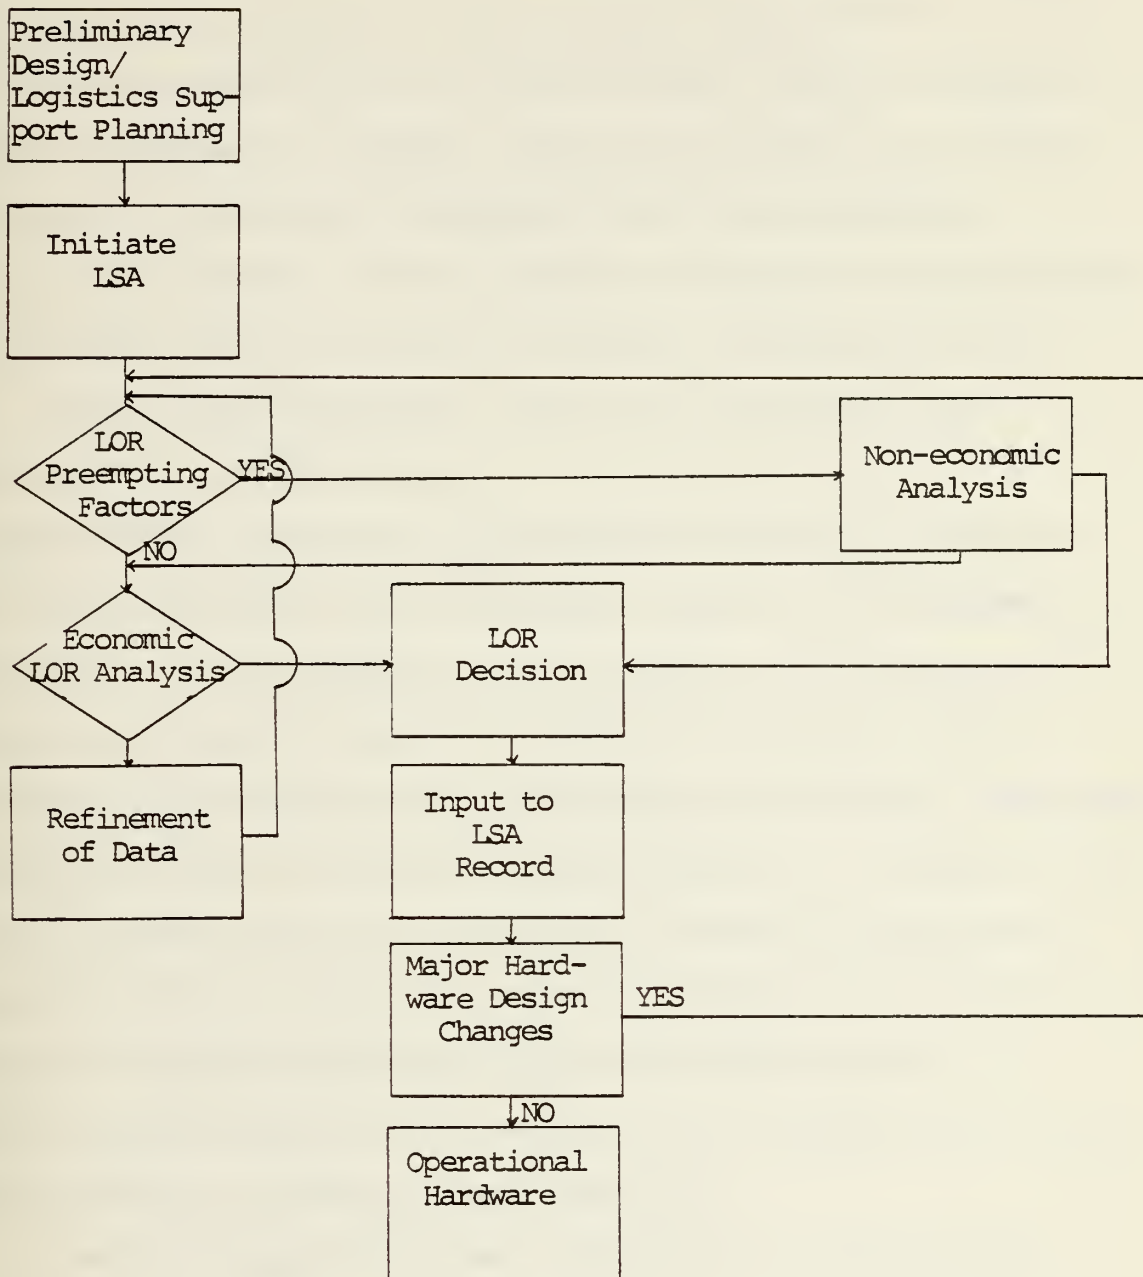 Preliminary
Design/
Logistics Sup-
port Planning
Initiate
LSA
LOR
Preempting
Factors
YES
Non-economic
Analysis
NO
Economic
LOR Analysis
LOR
Decision
Refinement
of Data
Input to
LSA
Record
Major Hard-
ware Design
Changes
YES
NO
Operational
Hardware